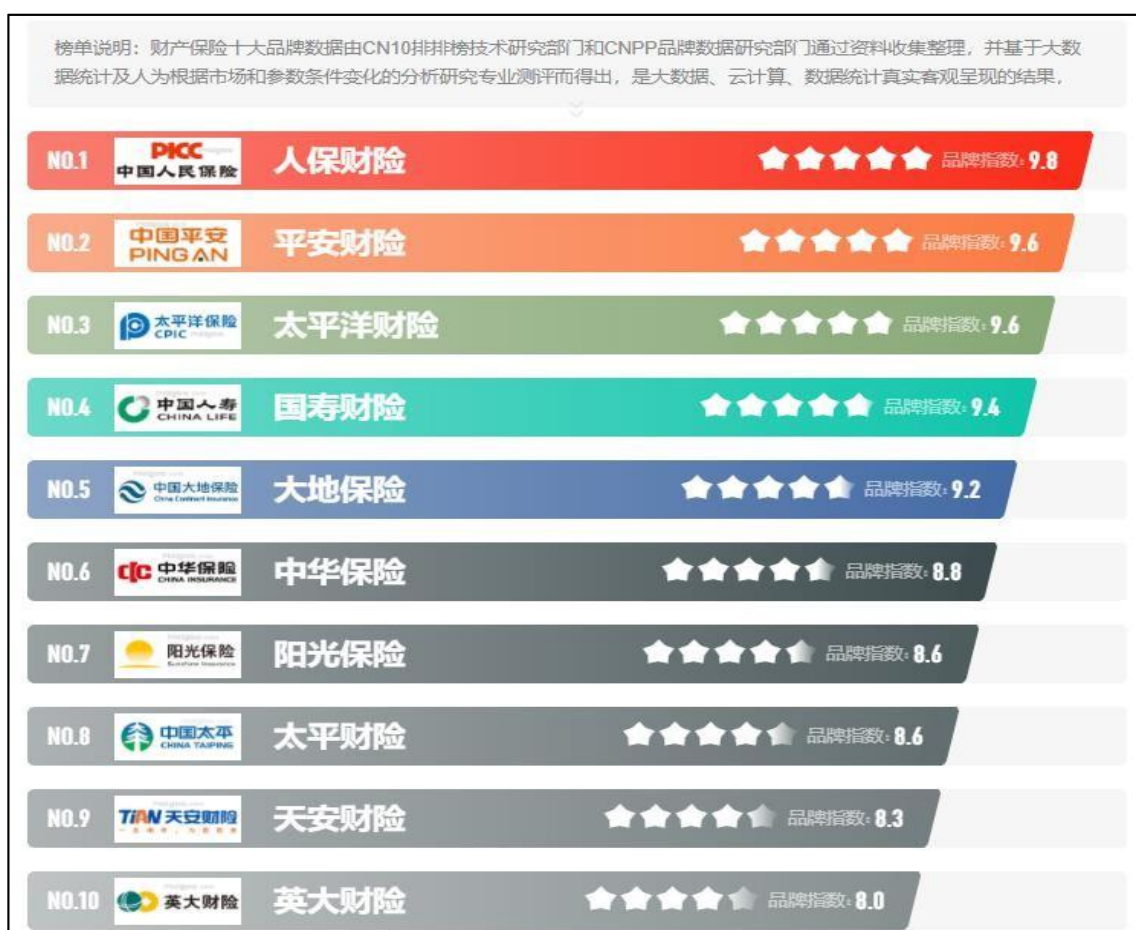 榜单说明：财产保险十大品牌数据由CN10排排榜技术研究部门和CNPP品牌数据研究部门通过资料收集整理，并基于大数
据统计及人为根据市场和参数条件变化的分析研究专业测评而得出，是大数据、云计算、数据统计真实客观呈现的结果，
NO.1 PICC 中国人民保险 人保财险 品牌指数：9.8
NO.2 中国平安 PING AN 平安财险 品牌指数：9.6
NO.3 太平洋保险 CPIC 太平洋财险 品牌指数：9.6
NO.4 中国人寿 CHINA LIFE 国寿财险 品牌指数：9.4
NO.5 中国大地保险 China Continent Insurance 大地保险 品牌指数：9.2
NO.6 中华保险 CHINA INSURANCE 中华保险 品牌指数：8.8
NO.7 阳光保险 Sunshine Insurance 阳光保险 品牌指数：8.6
NO.8 中国太平 CHINA TAIPING 太平财险 品牌指数：8.6
NO.9 TIAN 天安财险 天安财险 品牌指数：8.3
NO.10 英大财险 英大财险 品牌指数：8.0